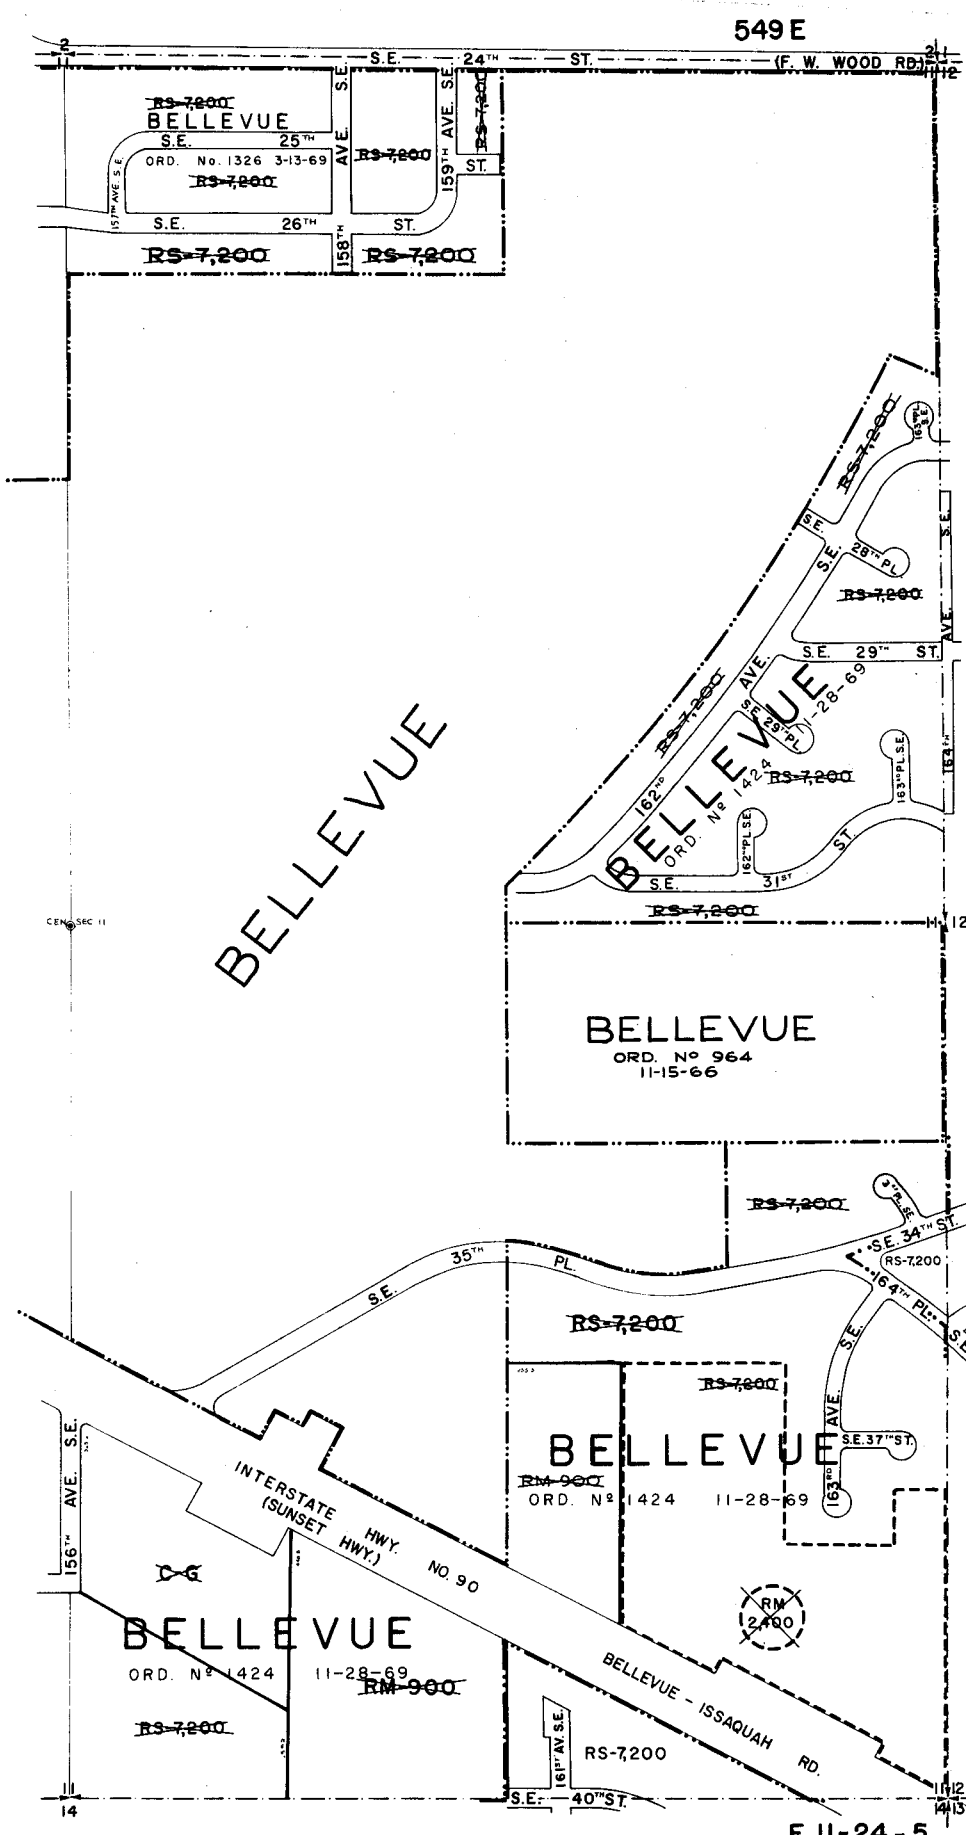 549 E
2
S.E. 24TH ST. (F. W. WOOD RD.)
2 1
11 12
RS-7,200
BELLEVUE
S.E. 25TH
ORD. No. 1326 3-13-69
RS-7,200
157TH AVE. S.E.
S.E. 26TH ST.
158TH AVE. S.E.
RS-7,200
159TH AVE. S.E.
RS-7,200
ST.
RS-7,200
RS-7,200
RS-7,200
163RD PL. S.E.
S.E. 28TH PL.
RS-7,200
S.E. 29TH ST.
164TH AVE. S.E.
RS-7,200
162ND AVE. S.E.
S.E. 29TH PL.
BELLEVUE
ORD. Nº 1424 11-28-69
RS-7,200
163RD PL. S.E.
162ND PL. S.E.
S.E. 31ST ST.
RS-7,200
BELLEVUE
CEN. SEC 11
11 12
BELLEVUE
ORD. Nº 964
11-15-66
RS-7,200
PL. SE.
S.E. 34TH ST.
RS-7,200
164TH PL. S.E.
S.E. 35TH PL.
RS-7,200
RS-7,200
163RD AVE. S.E.
S.E. 37TH ST.
BELLEVUE
RM-900
ORD. Nº 1424 11-28-69
156TH AVE. S.E.
INTERSTATE HWY. NO. 90
(SUNSET HWY.)
C-G
BELLEVUE
ORD. Nº 1424 11-28-69
RM-900
RS-7,200
RM
2,400
BELLEVUE - ISSAQUAH RD.
161ST AV. S.E.
RS-7,200
S.E. 40TH ST.
11
14
11 12
14 13
E 11-24-5